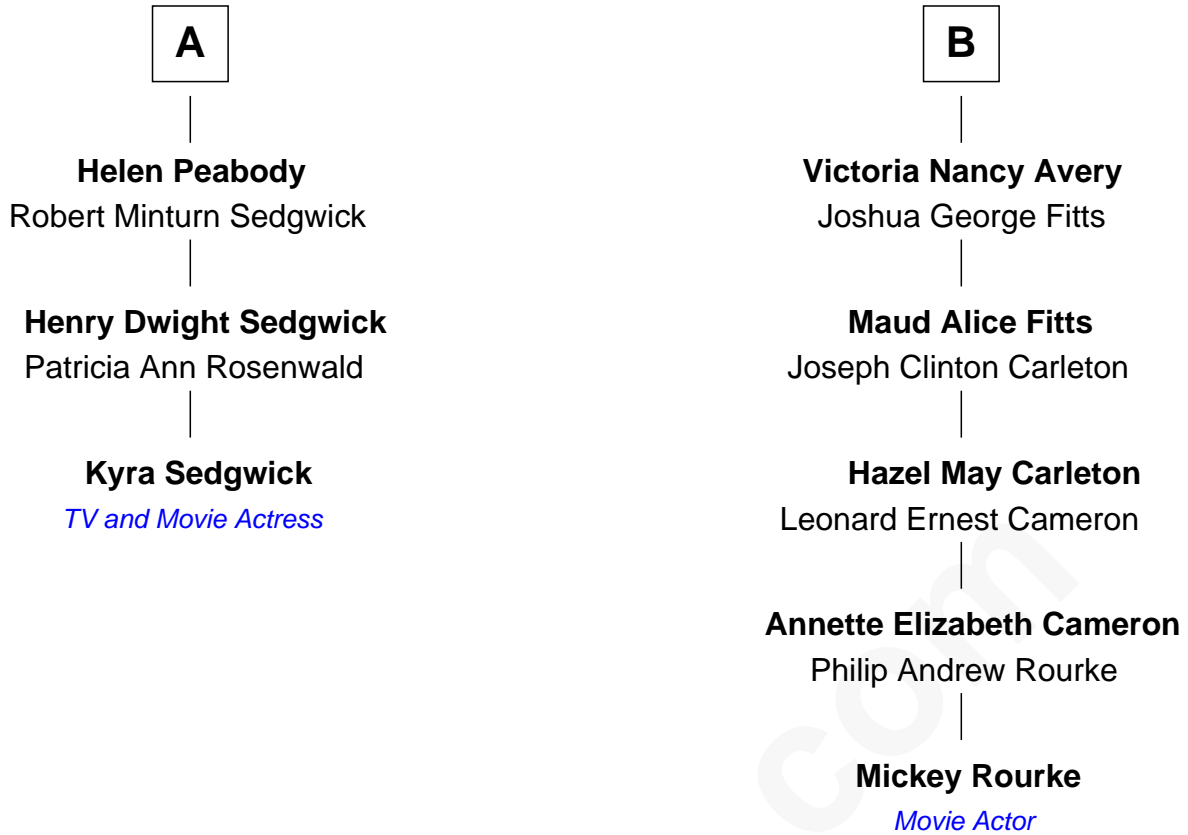 A
Helen Peabody
Robert Minturn Sedgwick
Henry Dwight Sedgwick
Patricia Ann Rosenwald
Kyra Sedgwick
TV and Movie Actress
B
Victoria Nancy Avery
Joshua George Fitts
Maud Alice Fitts
Joseph Clinton Carleton
Hazel May Carleton
Leonard Ernest Cameron
Annette Elizabeth Cameron
Philip Andrew Rourke
Mickey Rourke
Movie Actor
com